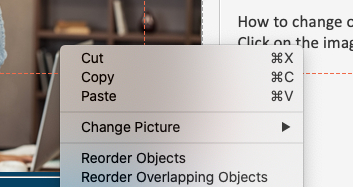 How to change o
Click on the imag
Cut ⌘X
Copy ⌘C
Paste ⌘V
Change Picture ▶
Reorder Objects
Reorder Overlapping Objects